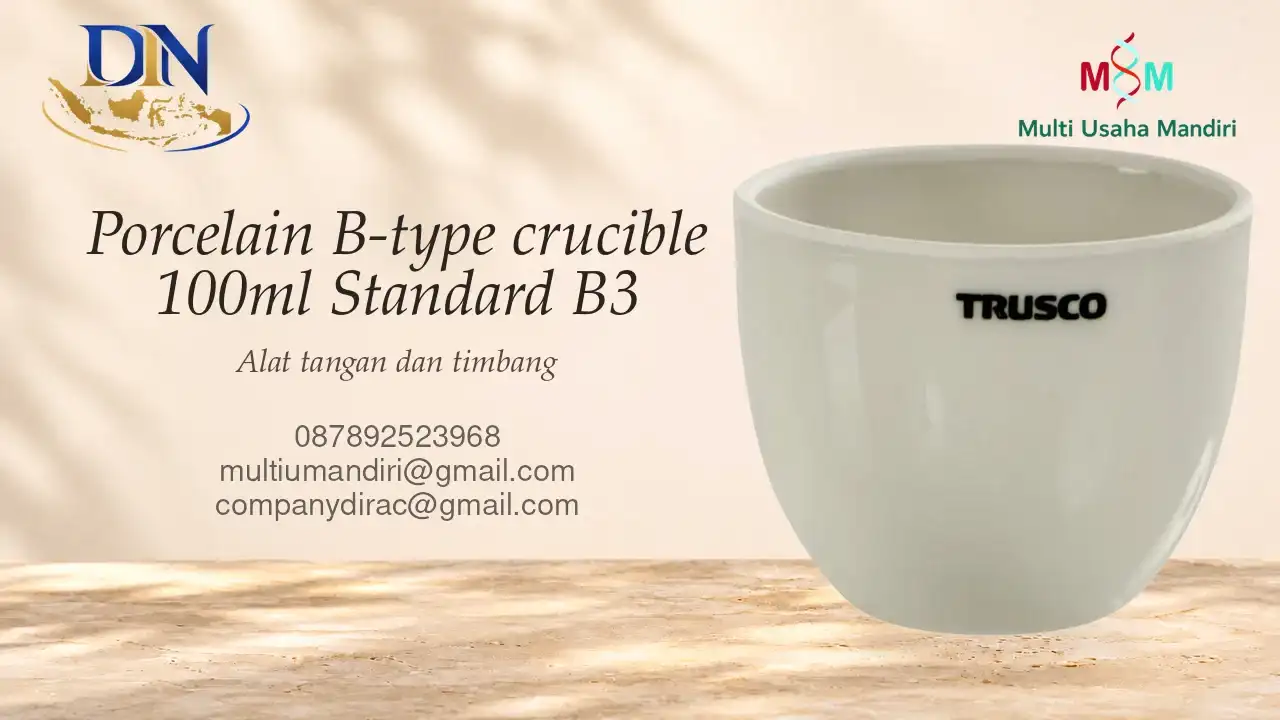 DN
M M
Multi Usaha Mandiri
Porcelain B-type crucible
100ml Standard B3
Alat tangan dan timbang
087892523968
multiumandiri@gmail.com
companydirac@gmail.com
TRUSCO